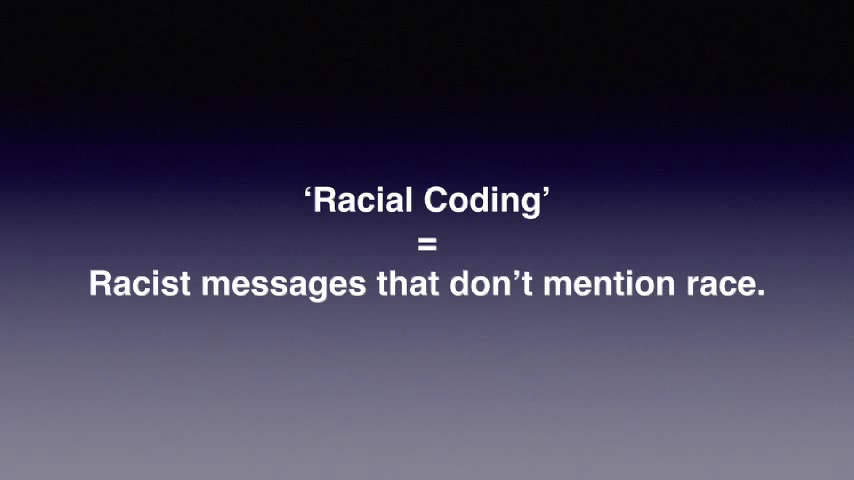 ‘Racial Coding’
=
Racist messages that don’t mention race.